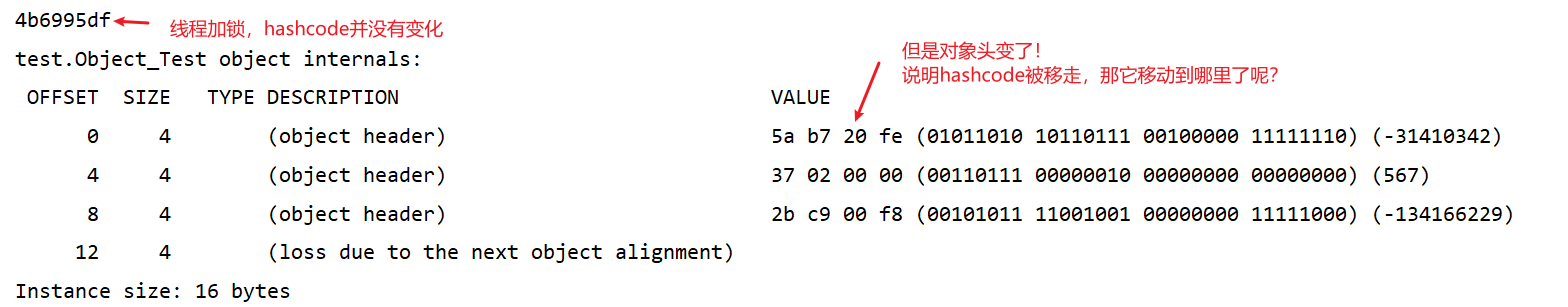 4b6995df
线程加锁，hashcode并没有变化
test.Object_Test object internals:
但是对象头变了！
说明hashcode被移走，那它移动到哪里了呢？
OFFSET SIZE TYPE DESCRIPTION VALUE
0 4 (object header) 5a b7 20 fe (01011010 10110111 00100000 11111110) (-31410342)
4 4 (object header) 37 02 00 00 (00110111 00000010 00000000 00000000) (567)
8 4 (object header) 2b c9 00 f8 (00101011 11001001 00000000 11111000) (-134166229)
12 4 (loss due to the next object alignment)
Instance size: 16 bytes